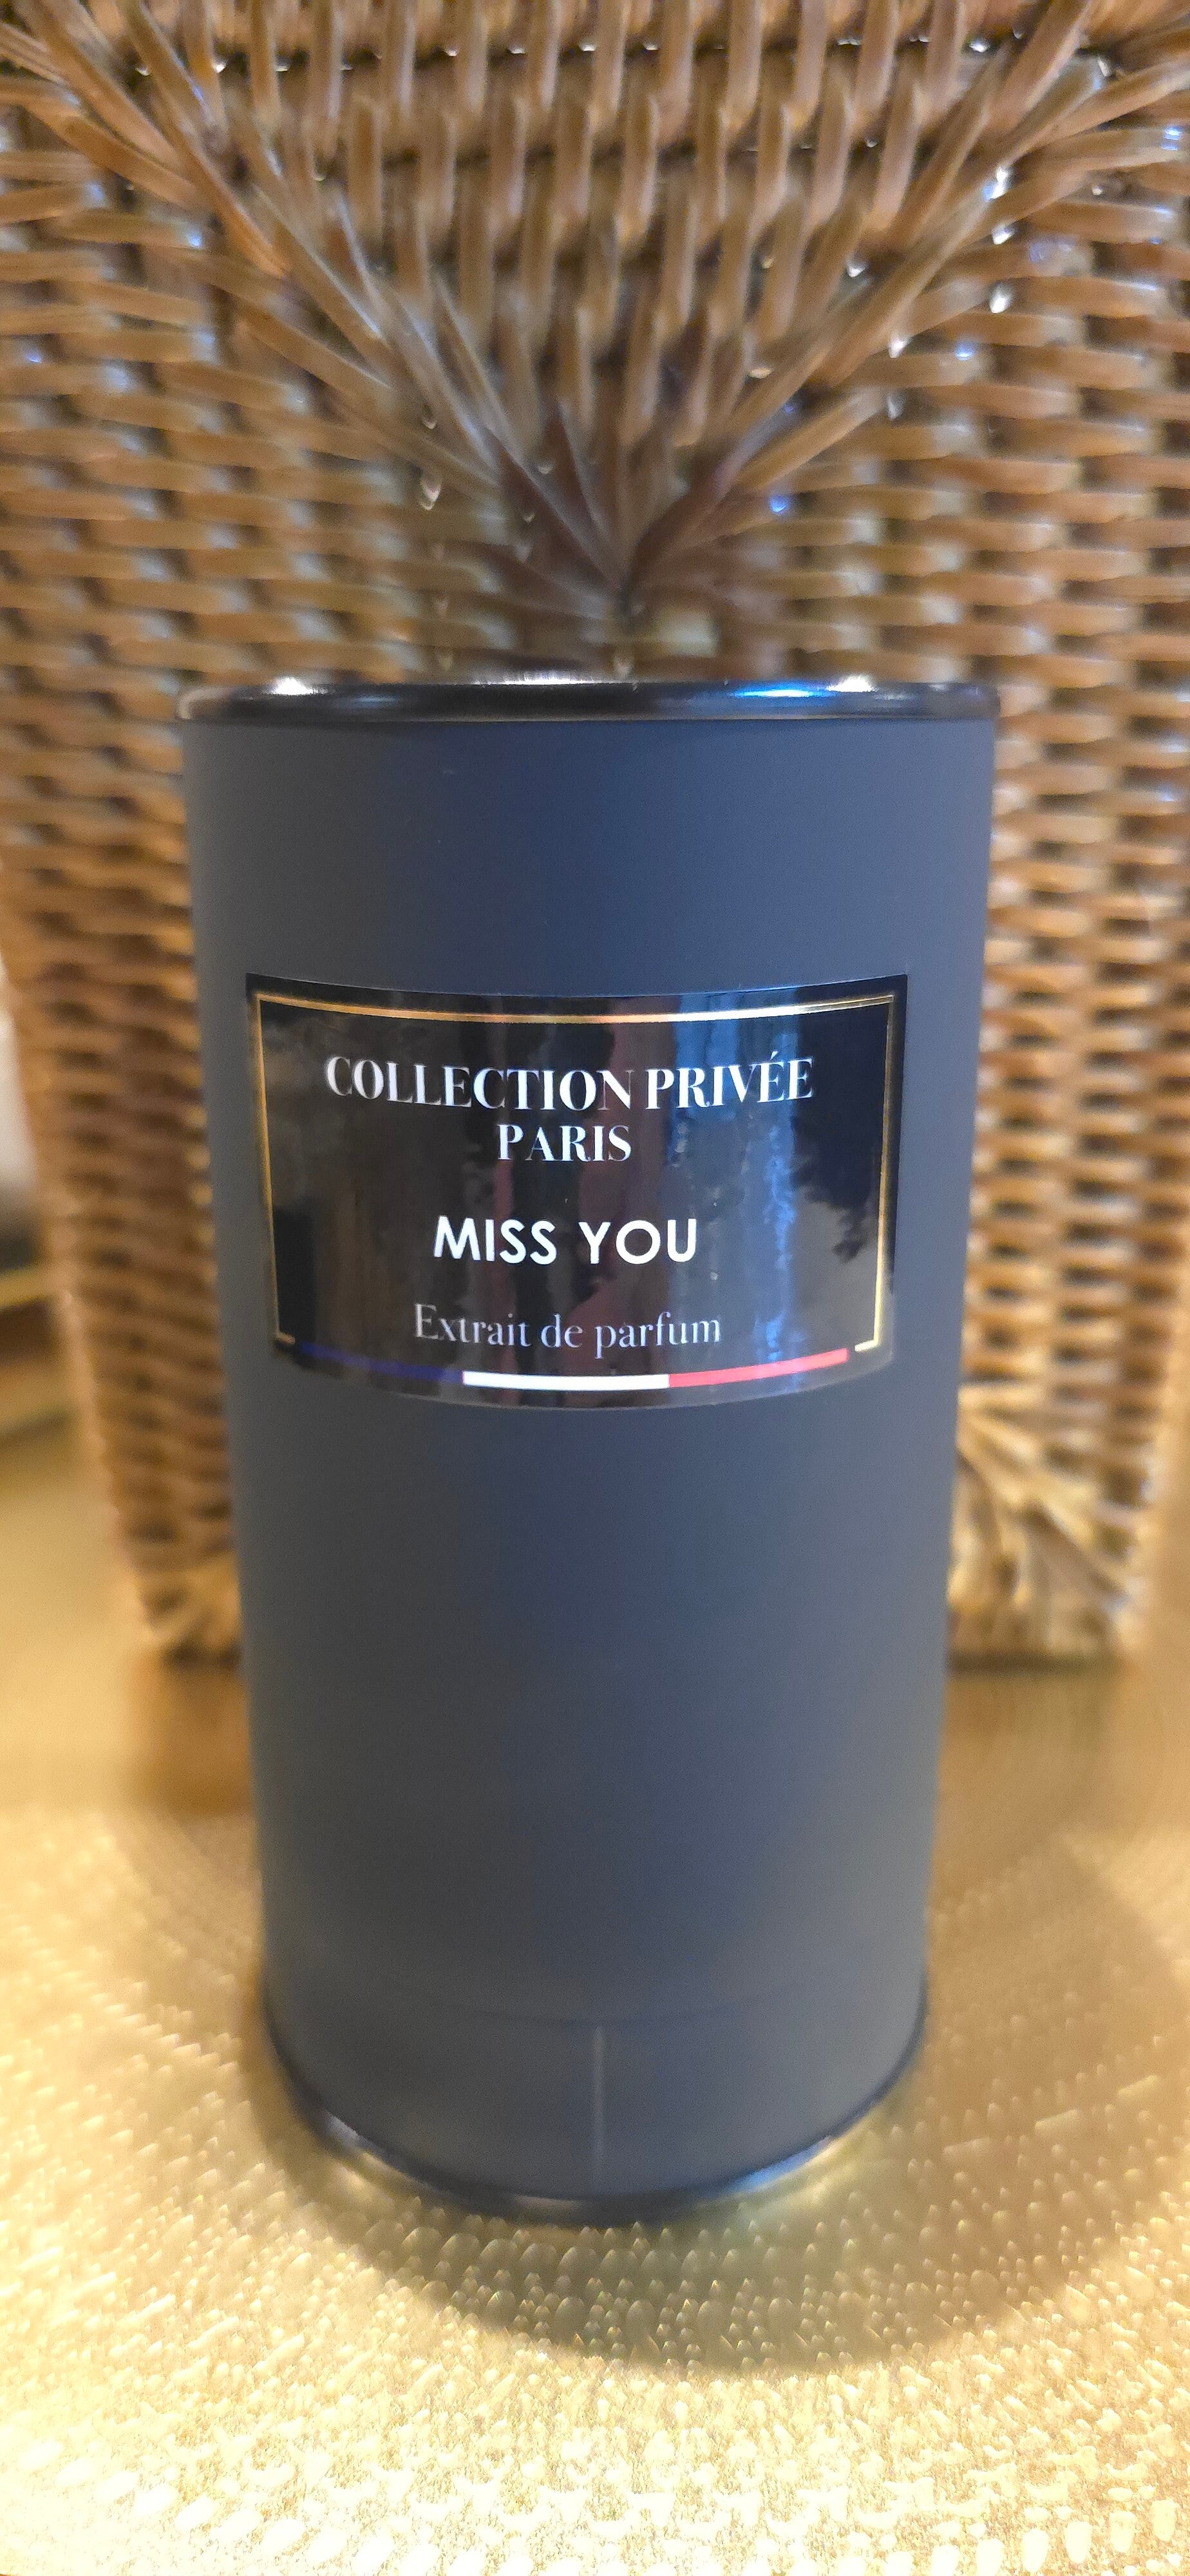 COLLECTION PRIVÉE
PARIS
MISS YOU
Extrait de parfum